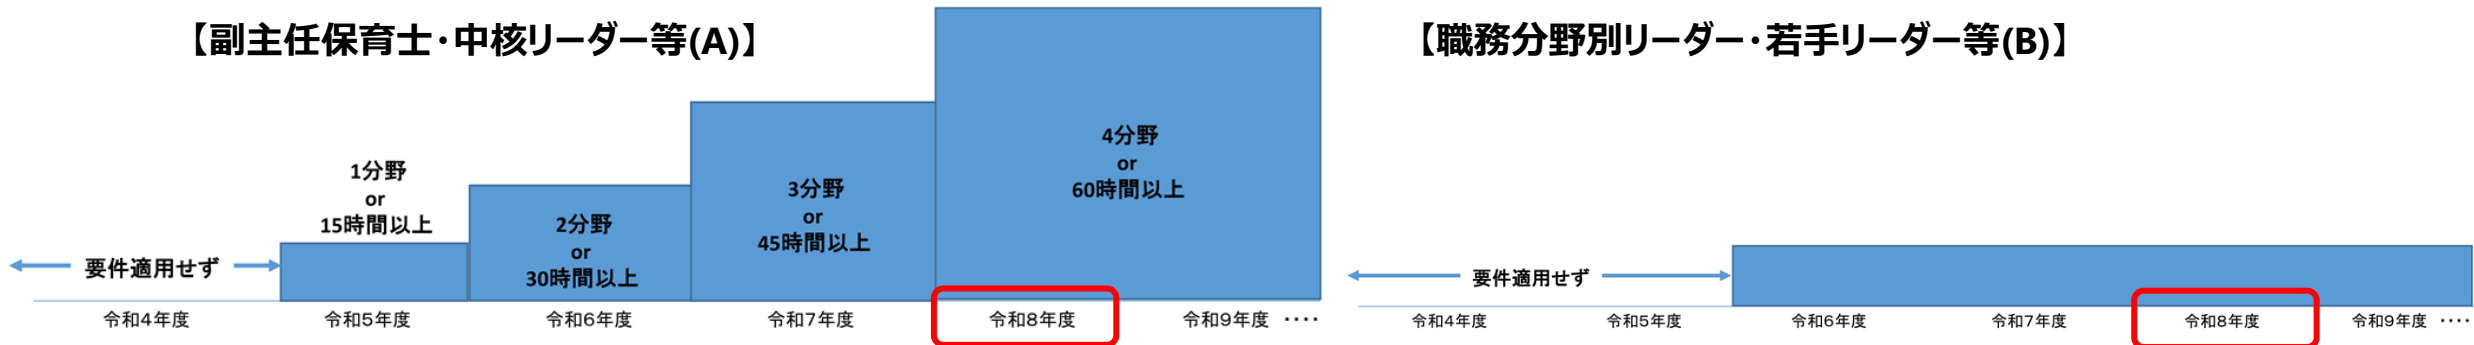 【副主任保育士・中核リーダー等(A)】
1分野
or
15時間以上
2分野
or
30時間以上
3分野
or
45時間以上
4分野
or
60時間以上
要件適用せず
令和4年度
令和5年度
令和6年度
令和7年度
令和8年度
令和9年度 ････
【職務分野別リーダー・若手リーダー等(B)】
要件適用せず
令和4年度
令和5年度
令和6年度
令和7年度
令和8年度
令和9年度 ････